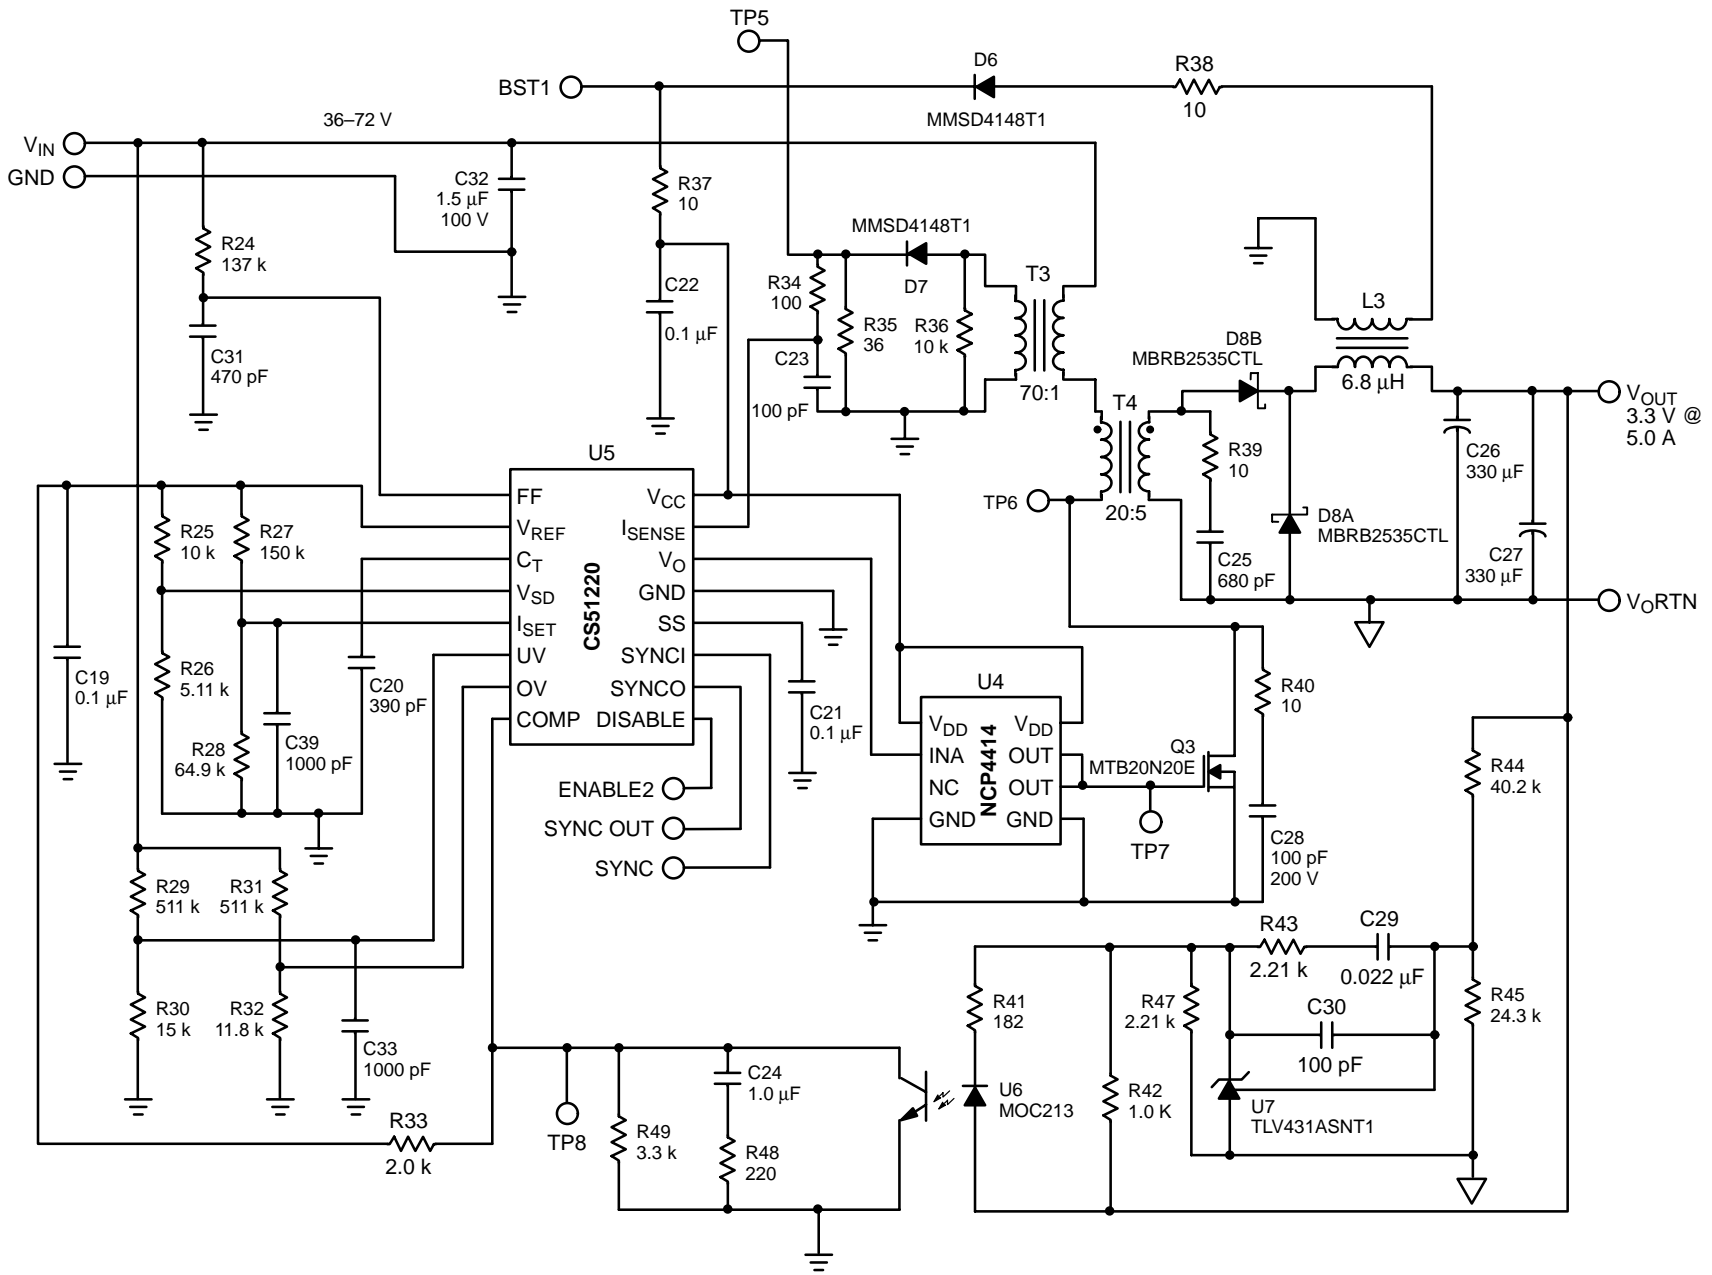 TP5
BST1
D6
MMSD4148T1
R38
10
36–72 V
VIN
GND
C32
1.5 µF
100 V
R37
10
R24
137 k
C31
470 pF
C22
0.1 µF
MMSD4148T1
D7
R34
100
R35
36
R36
10 k
C23
100 pF
T3
70:1
L3
6.8 µH
D8B
MBRB2535CTL
T4
20:5
R39
10
C25
680 pF
D8A
MBRB2535CTL
C26
330 µF
C27
330 µF
VOUT
3.3 V @
5.0 A
VORTN
TP6
U5
CS51220
FF
VREF
CT
VSD
ISET
UV
OV
COMP
VCC
ISENSE
VO
GND
SS
SYNCI
SYNCO
DISABLE
R25
10 k
R27
150 k
C19
0.1 µF
R26
5.11 k
R28
64.9 k
C39
1000 pF
C20
390 pF
C21
0.1 µF
ENABLE2
SYNC OUT
SYNC
U4
NCP4414
VDD
INA
NC
GND
VDD
OUT
OUT
GND
Q3
MTB20N20E
TP7
R40
10
C28
100 pF
200 V
R44
40.2 k
R29
511 k
R31
511 k
R30
15 k
R32
11.8 k
C33
1000 pF
R33
2.0 k
TP8
R49
3.3 k
C24
1.0 µF
R48
220
R41
182
U6
MOC213
R42
1.0 K
R47
2.21 k
R43
2.21 k
C29
0.022 µF
C30
100 pF
U7
TLV431ASNT1
R45
24.3 k